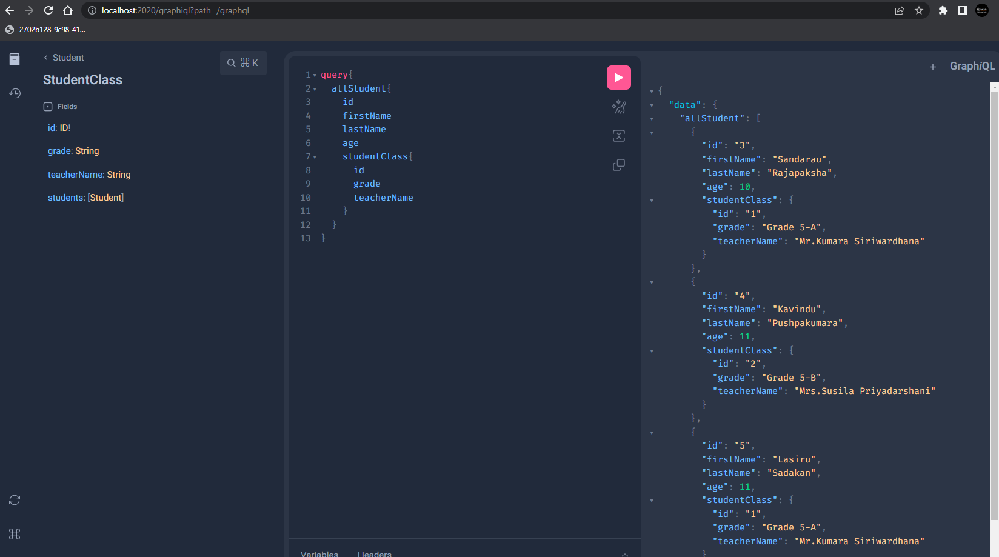 localhost:2020/graphiql?path=/graphql
2702b128-9c98-41...
Student
⌘ K
StudentClass
Fields
id: ID!
grade: String
teacherName: String
students: [Student]
1 query{
2 allStudent{
3 id
4 firstName
5 lastName
6 age
7 studentClass{
8 id
9 grade
10 teacherName
11 }
12 }
13 }
Variables Headers
+ GraphiQL
{
"data": {
"allStudent": [
{
"id": "3",
"firstName": "Sandarau",
"lastName": "Rajapaksha",
"age": 10,
"studentClass": {
"id": "1",
"grade": "Grade 5-A",
"teacherName": "Mr.Kumara Siriwardhana"
}
},
{
"id": "4",
"firstName": "Kavindu",
"lastName": "Pushpakumara",
"age": 11,
"studentClass": {
"id": "2",
"grade": "Grade 5-B",
"teacherName": "Mrs.Susila Priyadarshani"
}
},
{
"id": "5",
"firstName": "Lasiru",
"lastName": "Sadakan",
"age": 11,
"studentClass": {
"id": "1",
"grade": "Grade 5-A",
"teacherName": "Mr.Kumara Siriwardhana"
}